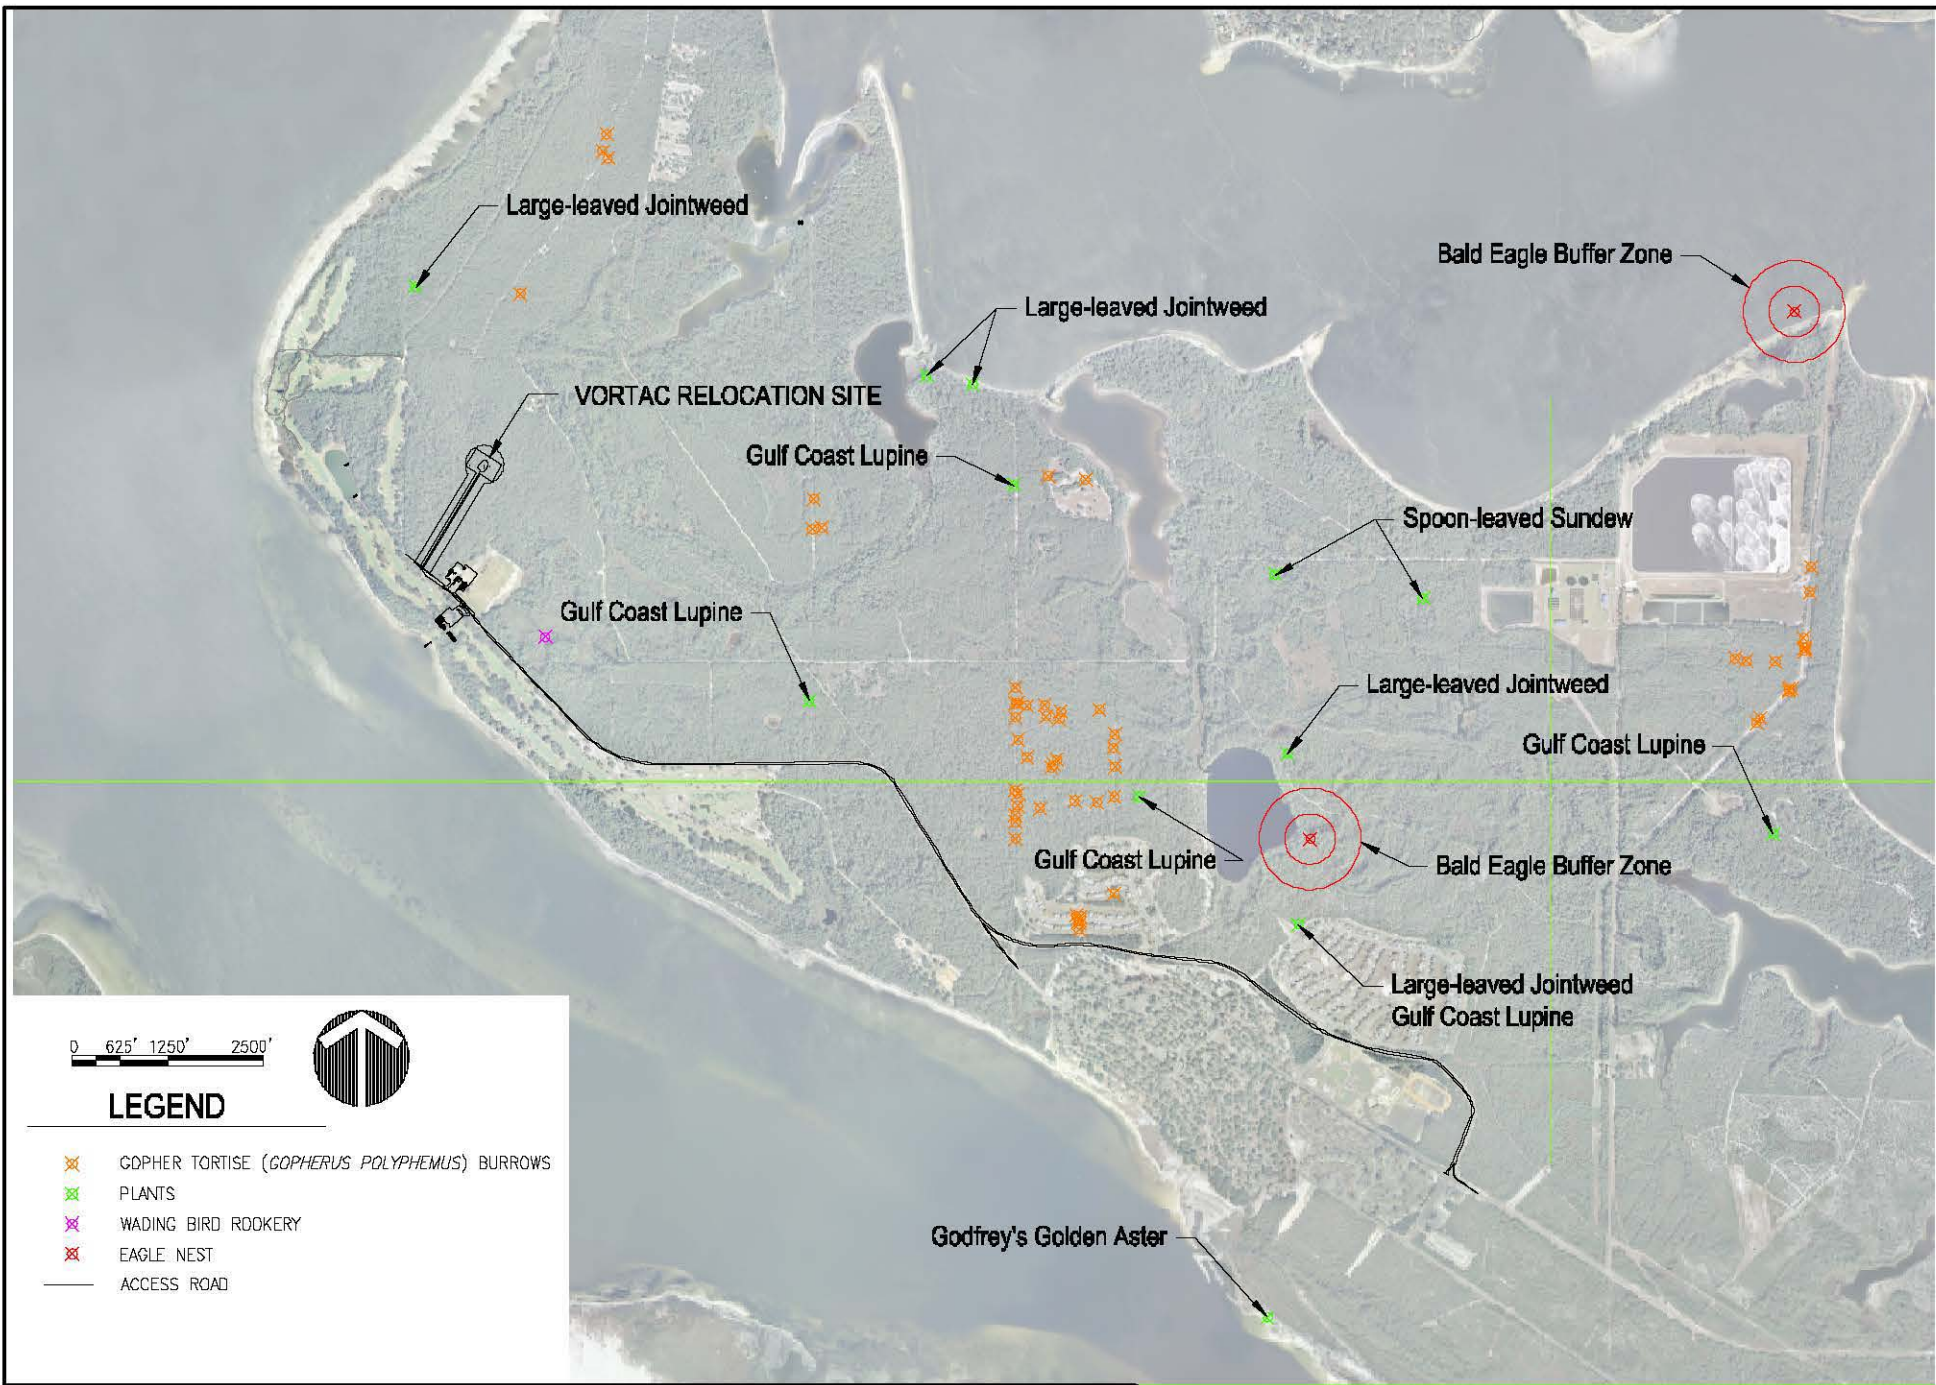 Large-leaved Jointweed
Bald Eagle Buffer Zone
Large-leaved Jointweed
VORTAC RELOCATION SITE
Gulf Coast Lupine
Spoon-leaved Sundew
Gulf Coast Lupine
Large-leaved Jointweed
Gulf Coast Lupine
Gulf Coast Lupine
Bald Eagle Buffer Zone
Large-leaved Jointweed
Gulf Coast Lupine
0 625' 1250' 2500'
LEGEND
GOPHER TORTISE (GOPHERUS POLYPHEMUS) BURROWS
PLANTS
WADING BIRD ROOKERY
EAGLE NEST
ACCESS ROAD
Godfrey's Golden Aster